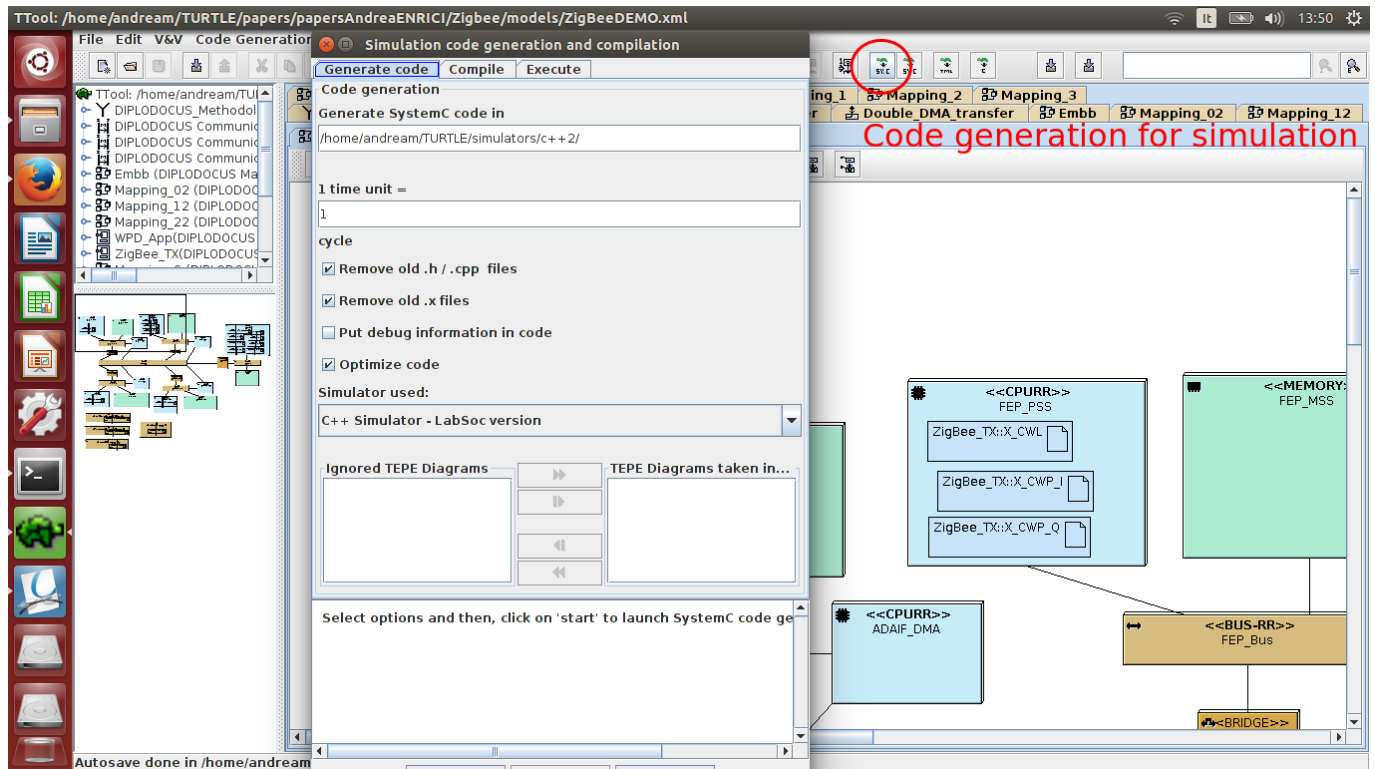 TTool: /home/andream/TURTLE/papers/papersAndreaENRICI/Zigbee/models/ZigBeeDEMO.xml
It
13:50
File Edit V&V Code Generation
Simulation code generation and compilation
Generate code Compile Execute
Code generation
Generate SystemC code in
/home/andream/TURTLE/simulators/c++2/
1 time unit =
1
cycle
Remove old .h / .cpp files
Remove old .x files
Put debug information in code
Optimize code
Simulator used:
C++ Simulator - LabSoc version
Ignored TEPE Diagrams
TEPE Diagrams taken in...
Select options and then, click on 'start' to launch SystemC code ge
TTool: /home/andream/TU
DIPLODOCUS_Methodol
DIPLODOCUS Communic
DIPLODOCUS Communic
DIPLODOCUS Communic
Embb (DIPLODOCUS Ma
Mapping_02 (DIPLODOC
Mapping_12 (DIPLODOC
Mapping_22 (DIPLODOC
WPD_App(DIPLODOCUS
ZigBee_TX(DIPLODOCUS
SY.C
TML
ing_1 Mapping_2 Mapping_3
r Double_DMA_transfer Embb Mapping_02 Mapping_12
Code generation for simulation
<<CPURR>>
FEP_PSS
ZigBee_TX::X_CWL
ZigBee_TX::X_CWP_I
ZigBee_TX::X_CWP_Q
<<MEMORY>
FEP_MSS
<<CPURR>>
ADAIF_DMA
<<BUS-RR>>
FEP_Bus
<BRIDGE>>
Autosave done in /home/andream